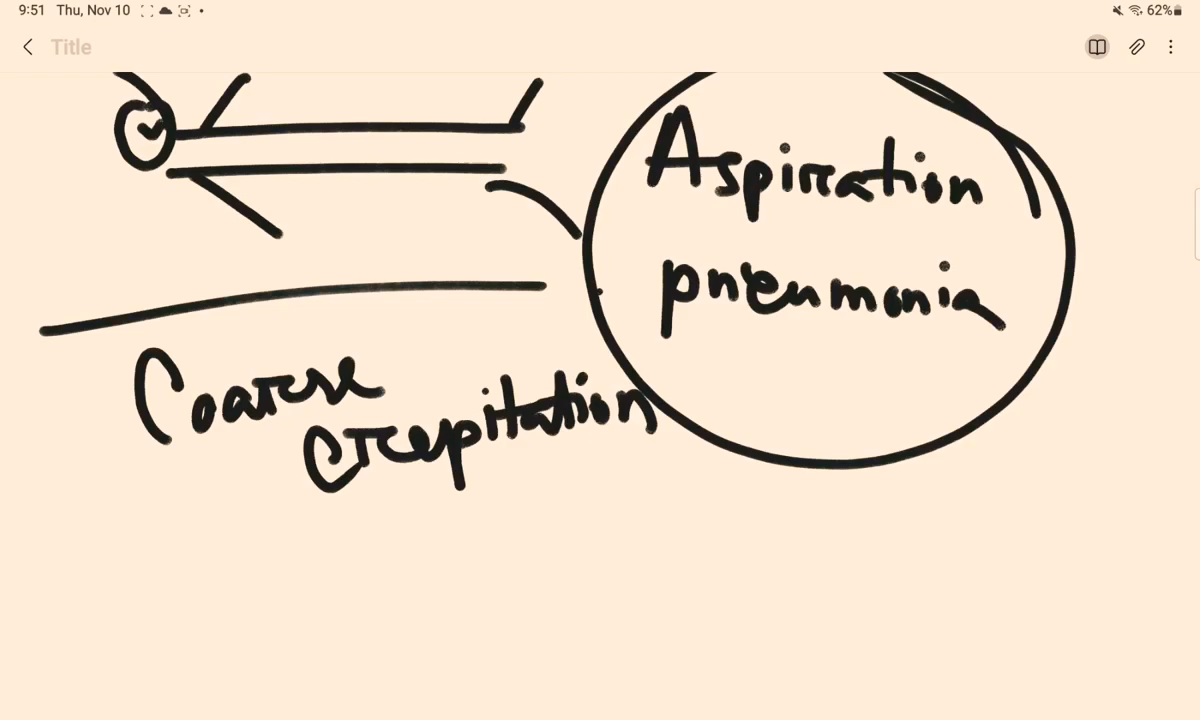 9:51 Thu, Nov 10
62%
Title
Aspiration
pneumonia
Coarse
crepitation